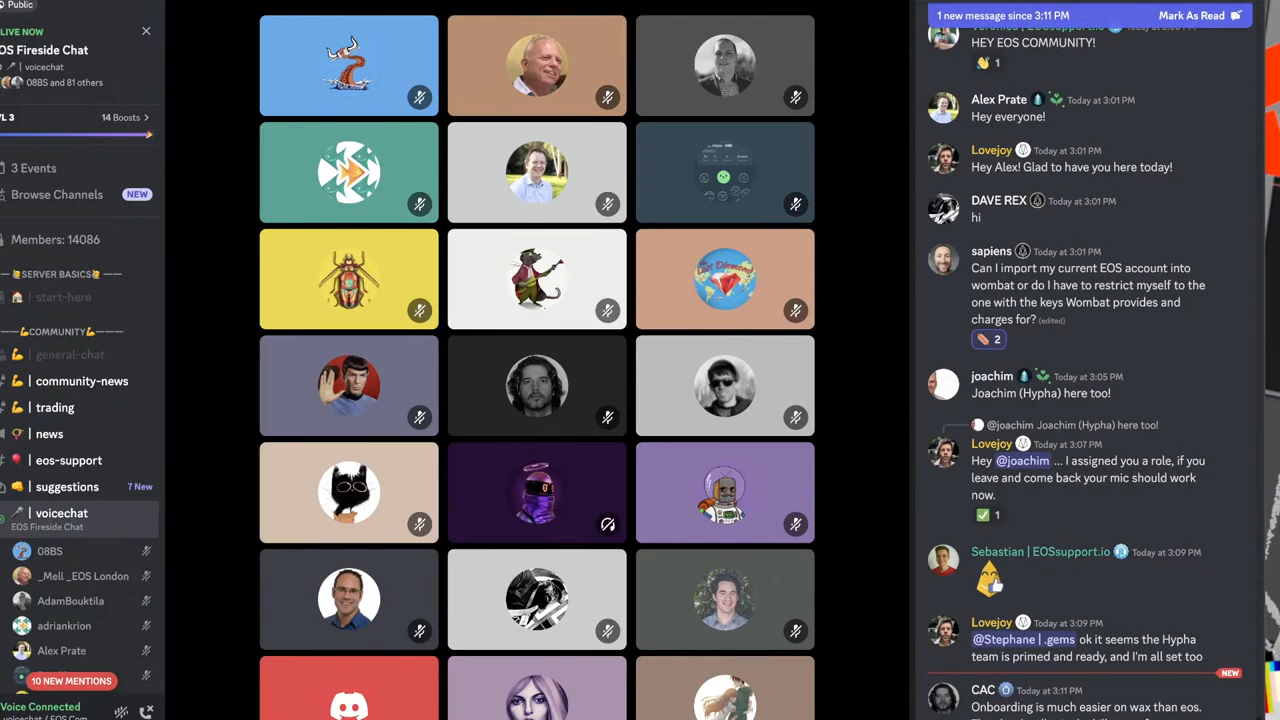 Public
LIVE NOW
EOS Fireside Chat
voicechat
08BS and 81 others
VL 3
14 Boosts
3 Events
Browse Channels
NEW
Members: 14086
SERVER BASICS
start-here
COMMUNITY
general-chat
| community-news
| trading
| news
| eos-support
| suggestions
7 New
| voicechat
EOS Fireside Chat
08BS
_Mell _EOS London
AdamBouktila
adriankrion
Alex Prate
10 NEW MENTIONS
Voice Connected
voicechat / EOS Com
1 new message since 3:11 PM
Mark As Read
HEY EOS COMMUNITY!
1
Alex Prate Today at 3:01 PM
Hey everyone!
Lovejoy Today at 3:01 PM
Hey Alex! Glad to have you here today!
DAVE REX Today at 3:01 PM
hi
sapiens Today at 3:01 PM
Can I import my current EOS account into
wombat or do I have to restrict myself to the
one with the keys Wombat provides and
charges for? (edited)
2
joachim Today at 3:05 PM
Joachim (Hypha) here too!
@joachim Joachim (Hypha) here too!
Lovejoy Today at 3:07 PM
Hey @joachim ... I assigned you a role, if you
leave and come back your mic should work
now.
1
Sebastian | EOSsupport.io Today at 3:09 PM
Lovejoy Today at 3:09 PM
@Stephane | .gems ok it seems the Hypha
team is primed and ready, and I'm all set too
NEW
CAC Today at 3:11 PM
Onboarding is much easier on wax than eos.